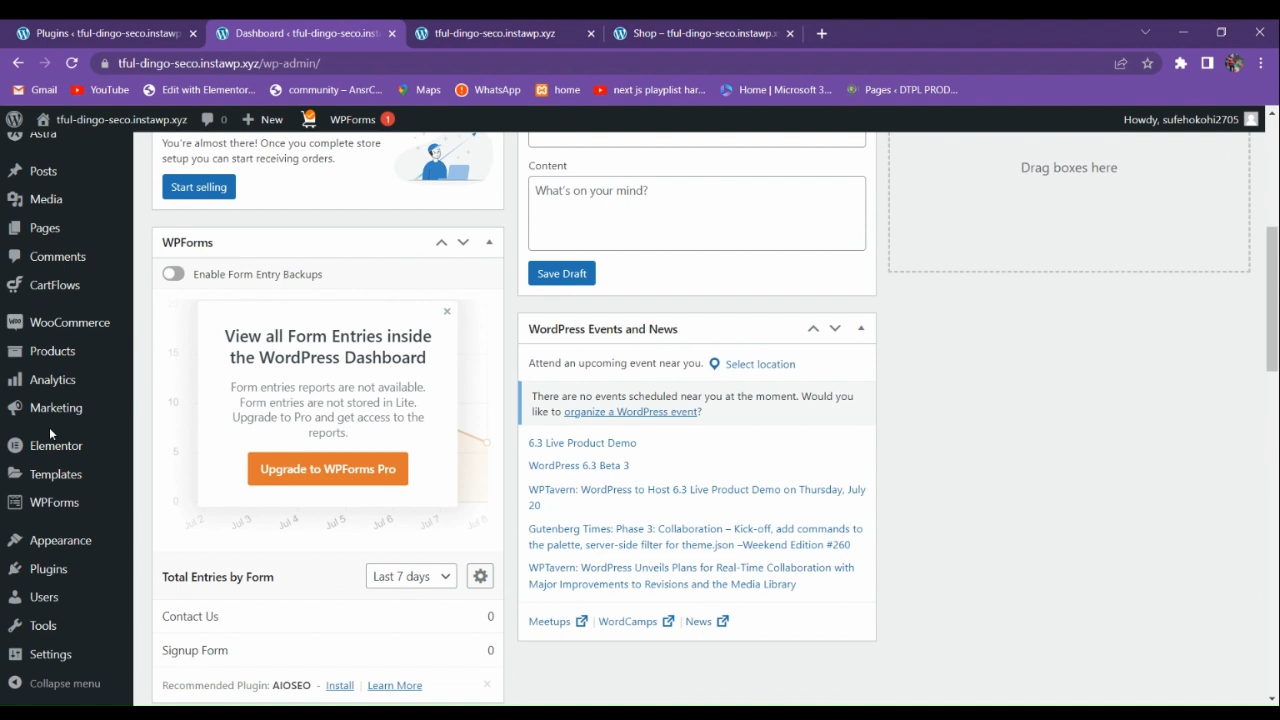 Plugins ‹ tful-dingo-seco.instawp
Dashboard ‹ tful-dingo-seco.inst
tful-dingo-seco.instawp.xyz
Shop – tful-dingo-seco.instawp.x
tful-dingo-seco.instawp.xyz/wp-admin/
Gmail
YouTube
Edit with Elementor...
community – AnsrC...
Maps
WhatsApp
home
next js playlist har...
Home | Microsoft 3...
Pages ‹ DTPL PROD...
tful-dingo-seco.instawp.xyz
0
New
WPForms
1
Howdy, sufehokohi2705
Astra
Posts
Media
Pages
Comments
CartFlows
WooCommerce
Products
Analytics
Marketing
Elementor
Templates
WPForms
Appearance
Plugins
Users
Tools
Settings
Collapse menu
You're almost there! Once you complete store
setup you can start receiving orders.
Start selling
WPForms
Enable Form Entry Backups
View all Form Entries inside
the WordPress Dashboard
Form entries reports are not available.
Form entries are not stored in Lite.
Upgrade to Pro and get access to the
reports.
Upgrade to WPForms Pro
20
15
10
5
0
Jul 2
Jul 3
Jul 4
Jul 5
Jul 6
Jul 7
Jul 8
Total Entries by Form
Last 7 days
Contact Us 0
Signup Form 0
Recommended Plugin: AIOSEO - Install | Learn More
Content
What's on your mind?
Save Draft
WordPress Events and News
Attend an upcoming event near you.
Select location
There are no events scheduled near you at the moment. Would you
like to organize a WordPress event?
6.3 Live Product Demo
WordPress 6.3 Beta 3
WPTavern: WordPress to Host 6.3 Live Product Demo on Thursday, July
20
Gutenberg Times: Phase 3: Collaboration – Kick-off, add commands to
the palette, server-side filter for theme.json –Weekend Edition #260
WPTavern: WordPress Unveils Plans for Real-Time Collaboration with
Major Improvements to Revisions and the Media Library
Meetups | WordCamps | News
Drag boxes here